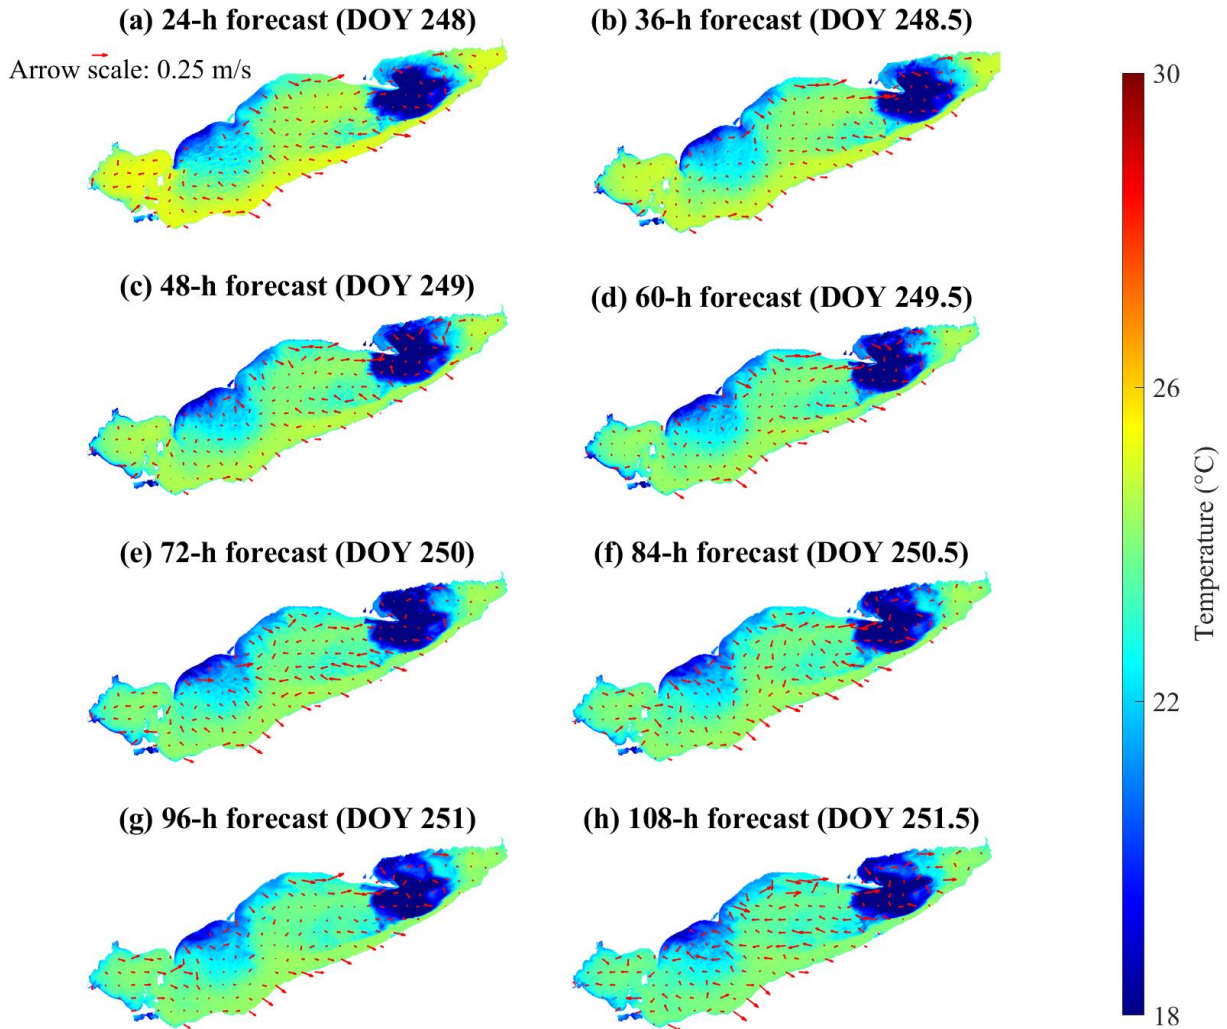 (a) 24-h forecast (DOY 248)
(b) 36-h forecast (DOY 248.5)
Arrow scale: 0.25 m/s
(c) 48-h forecast (DOY 249)
(d) 60-h forecast (DOY 249.5)
(e) 72-h forecast (DOY 250)
(f) 84-h forecast (DOY 250.5)
(g) 96-h forecast (DOY 251)
(h) 108-h forecast (DOY 251.5)
30
26
22
18
Temperature (°C)